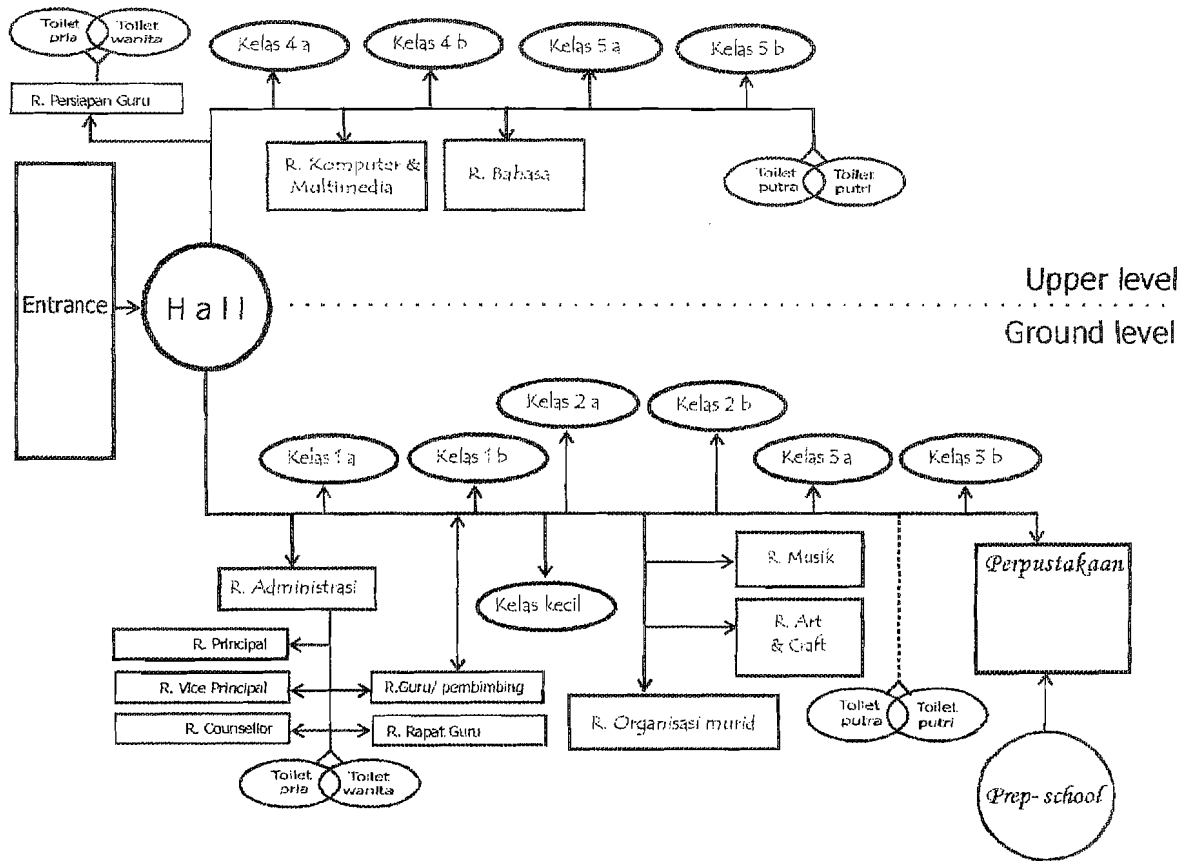 Toilet
pria
Toilet
wanita
Kelas 4 a
Kelas 4 b
Kelas 5 a
Kelas 5 b
R. Persiapan Guru
R. Komputer &
Multimedia
R. Bahasa
Toilet
putra
Toilet
putri
Entrance
Hall
Upper level
Ground level
Kelas 2 a
Kelas 2 b
Kelas 1 a
Kelas 1 b
Kelas 3 a
Kelas 3 b
R. Administrasi
Kelas kecil
R. Musik
R. Art
& Craft
Perpustakaan
R. Principal
R. Vice Principal
R.Guru/ pembimbing
R. Counsellor
R. Rapat Guru
R. Organisasi murid
Toilet
putra
Toilet
putri
Toilet
pria
Toilet
wanita
Prep- school